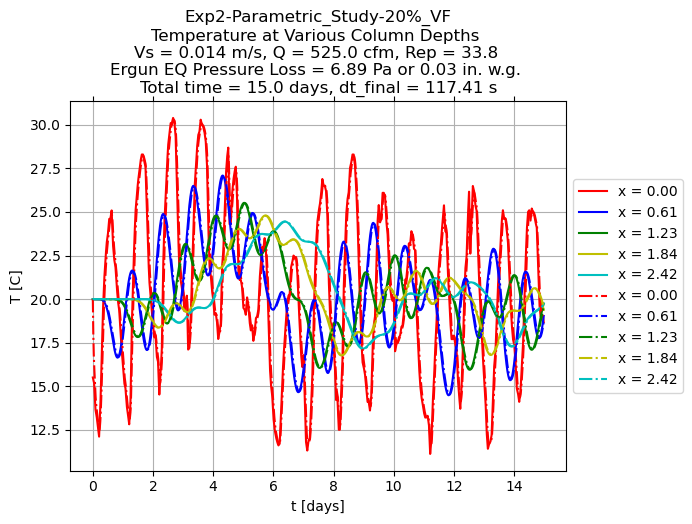 Exp2-Parametric_Study-20%_VF
Temperature at Various Column Depths
Vs = 0.014 m/s, Q = 525.0 cfm, Rep = 33.8
Ergun EQ Pressure Loss = 6.89 Pa or 0.03 in. w.g.
Total time = 15.0 days, dt_final = 117.41 s
30.0
27.5
25.0
22.5
20.0
17.5
15.0
12.5
T [C]
0 2 4 6 8 10 12 14
t [days]
x = 0.00
x = 0.61
x = 1.23
x = 1.84
x = 2.42
x = 0.00
x = 0.61
x = 1.23
x = 1.84
x = 2.42